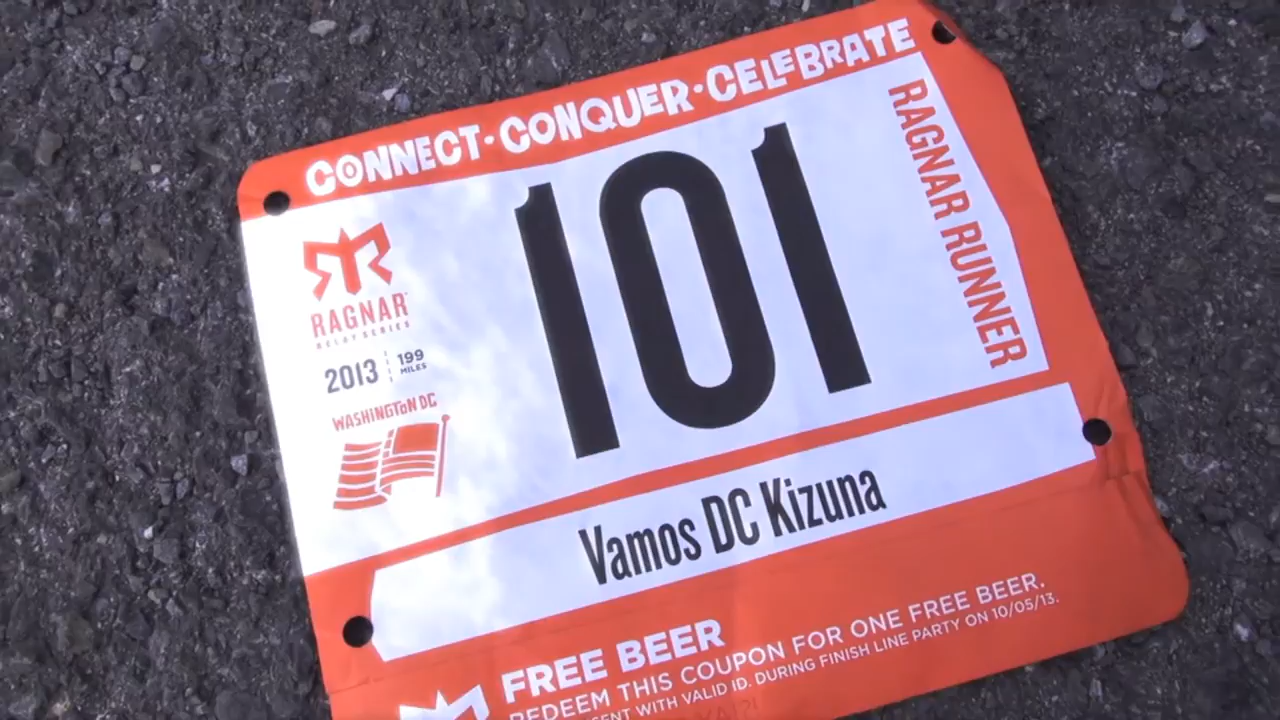 CONNECT·CONQUER·CELEBRATE
RAGNAR RUNNER
101
RAGNAR
RELAY SERIES
2013 199 MILES
WASHINGTON DC
Vamos DC Kizuna
FREE BEER
REDEEM THIS COUPON FOR ONE FREE BEER.
WITH VALID ID. DURING FINISH LINE PARTY ON 10/05/13.